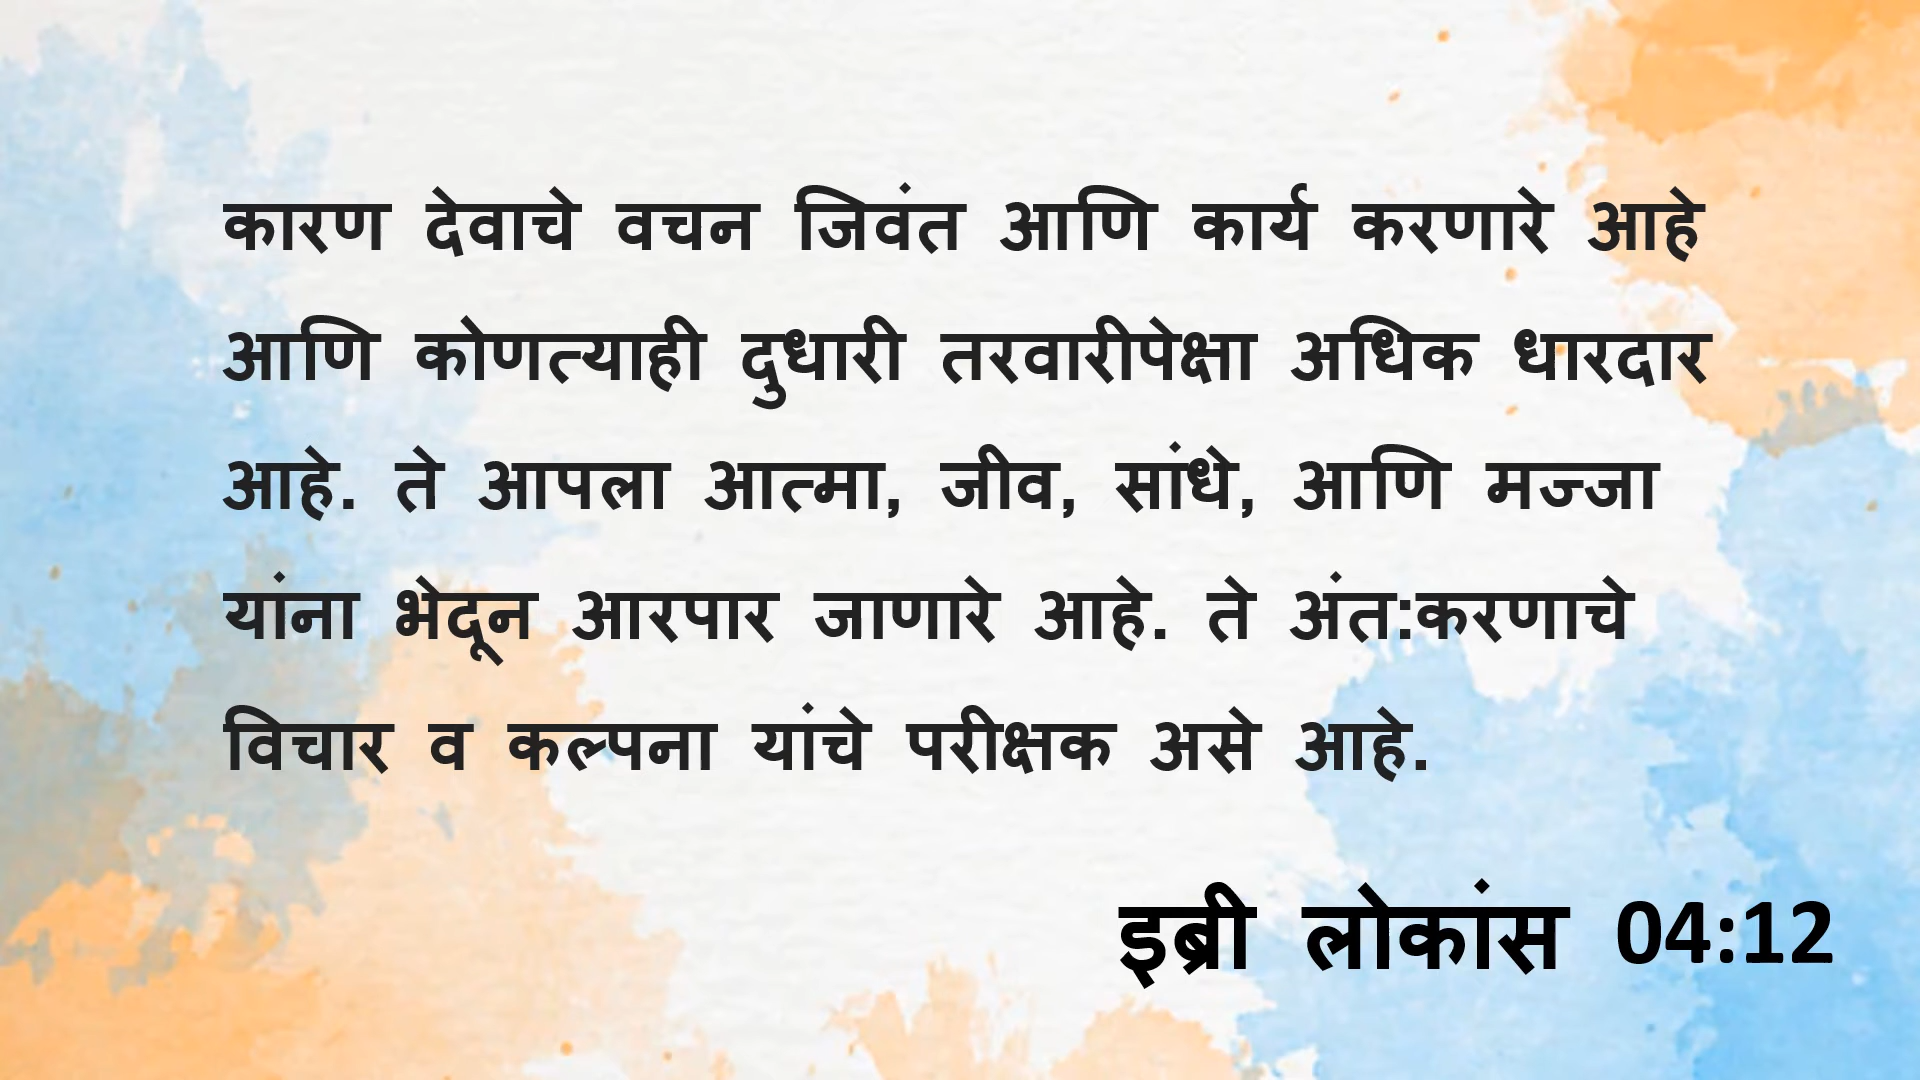 कारण देवाचे वचन जिवंत आणि कार्य करणारे आहे
आणि कोणत्याही दुधारी तरवारीपेक्षा अधिक धारदार
आहे. ते आपला आत्मा, जीव, सांधे, आणि मज्जा
यांना भेदून आरपार जाणारे आहे. ते अंत:करणाचे
विचार व कल्पना यांचे परीक्षक असे आहे.
इब्री लोकांस 04:12